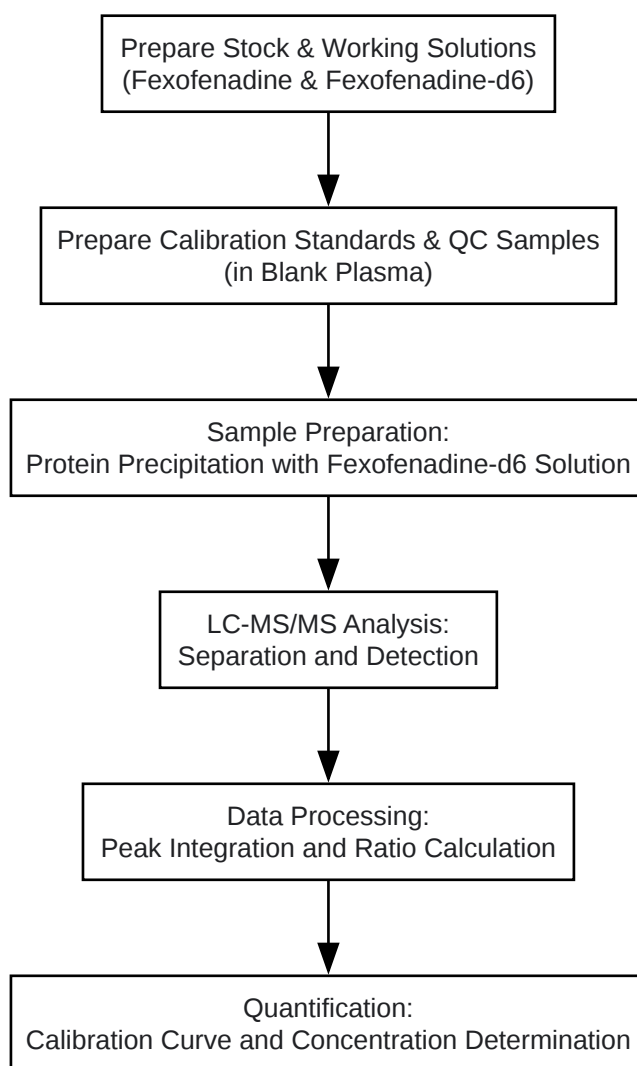 Prepare Stock & Working Solutions
(Fexofenadine & Fexofenadine-d6)
Prepare Calibration Standards & QC Samples
(in Blank Plasma)
Sample Preparation:
Protein Precipitation with Fexofenadine-d6 Solution
LC-MS/MS Analysis:
Separation and Detection
Data Processing:
Peak Integration and Ratio Calculation
Quantification:
Calibration Curve and Concentration Determination